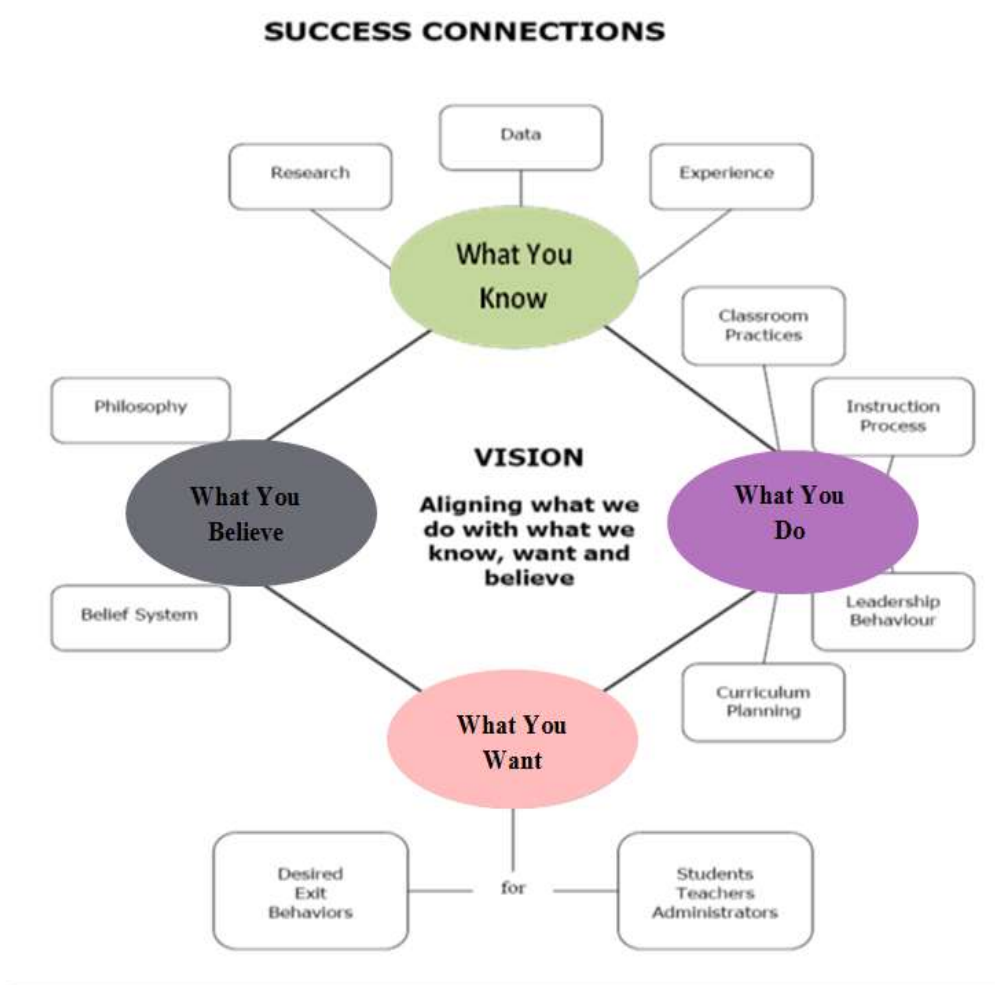 SUCCESS CONNECTIONS
Data
Research
Experience
What You
Know
Classroom
Practices
Philosophy
Instruction
Process
VISION
Aligning what we
do with what we
know, want and
believe
What You
Believe
What You
Do
Belief System
Leadership
Behaviour
Curriculum
Planning
What You
Want
Desired
Exit
Behaviors
for
Students
Teachers
Administrators